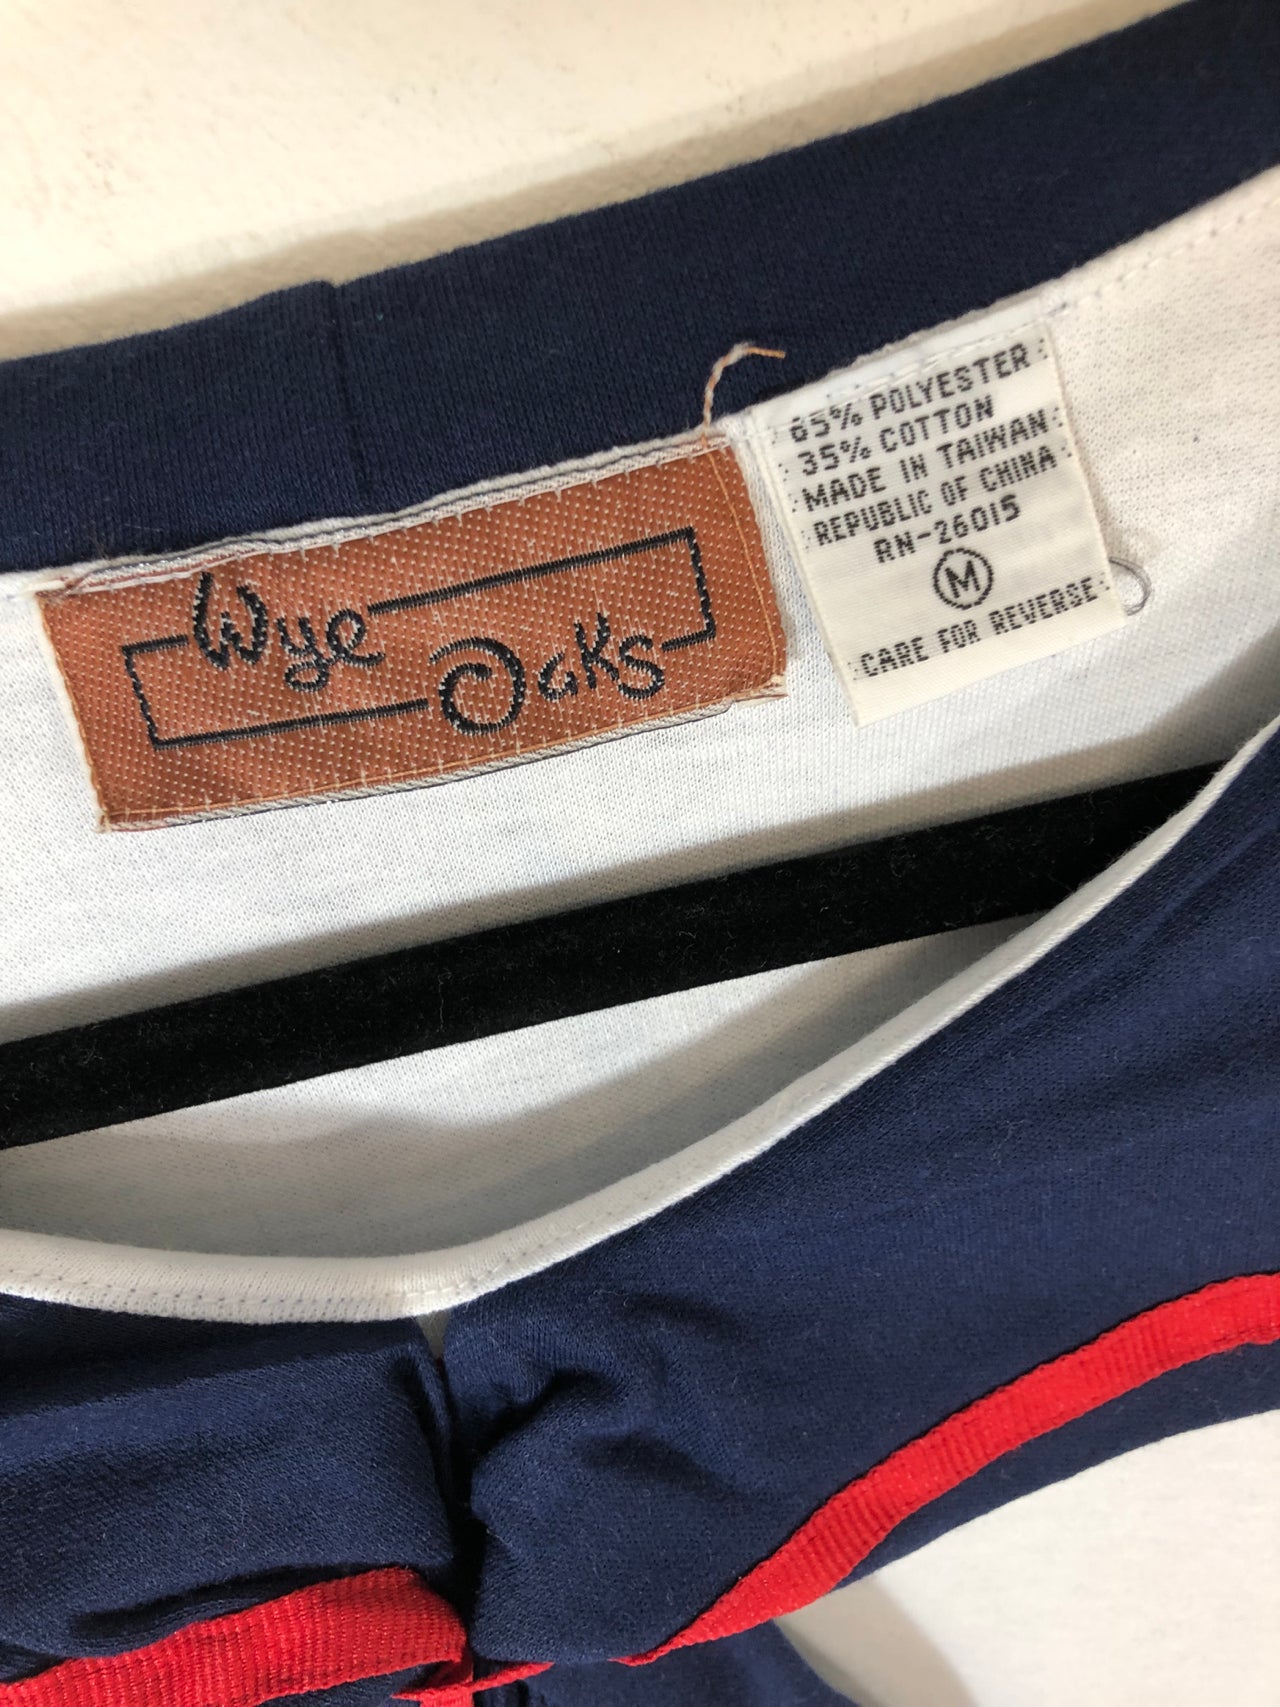 Wye
Oaks
65% POLYESTER
35% COTTON
MADE IN TAIWAN
REPUBLIC OF CHINA
RN-26015
M
CARE FOR REVERSE